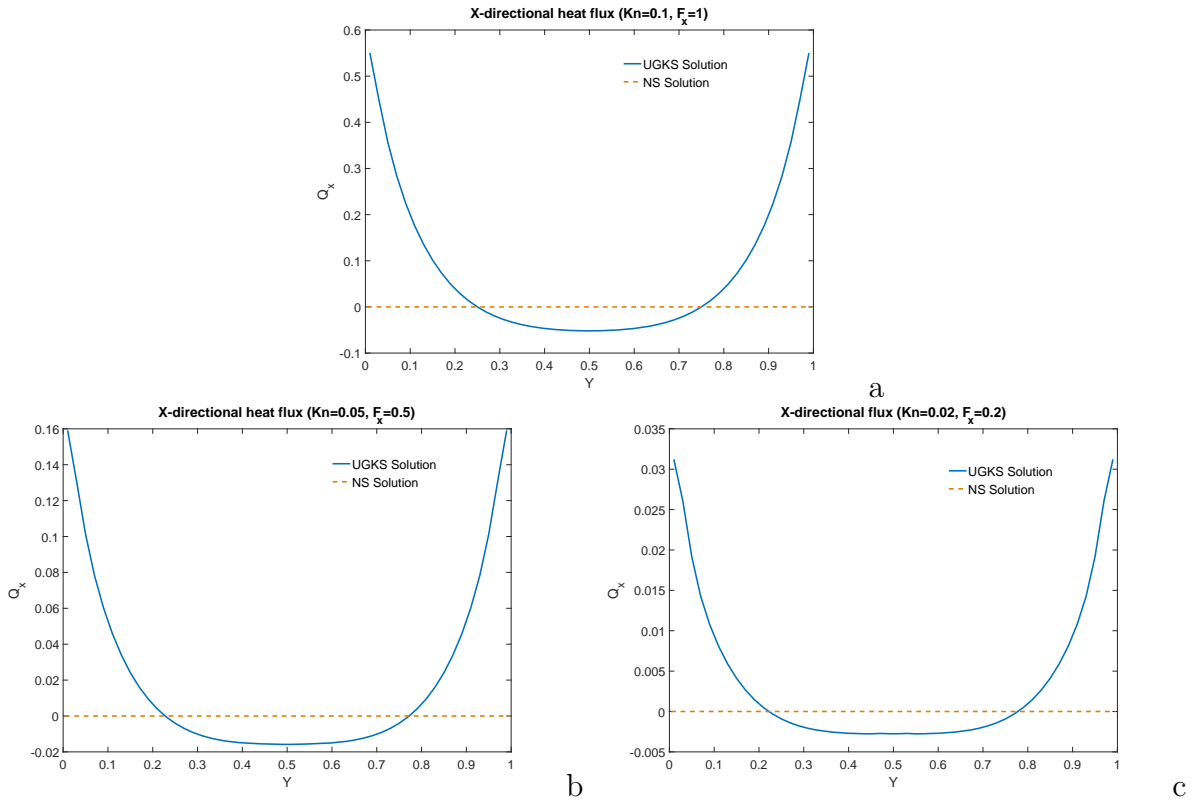 X-directional heat flux (Kn=0.1, Fx=1)
0.6
0.5
0.4
0.3
0.2
0.1
0
-0.1
Qx
UGKS Solution
NS Solution
0 0.1 0.2 0.3 0.4 0.5 0.6 0.7 0.8 0.9 1
Y
a
X-directional heat flux (Kn=0.05, Fx=0.5)
0.16
0.14
0.12
0.1
0.08
0.06
0.04
0.02
0
-0.02
Qx
UGKS Solution
NS Solution
0 0.1 0.2 0.3 0.4 0.5 0.6 0.7 0.8 0.9 1
Y
b
X-directional flux (Kn=0.02, Fx=0.2)
0.035
0.03
0.025
0.02
0.015
0.01
0.005
0
-0.005
Qx
UGKS Solution
NS Solution
0 0.1 0.2 0.3 0.4 0.5 0.6 0.7 0.8 0.9 1
Y
c